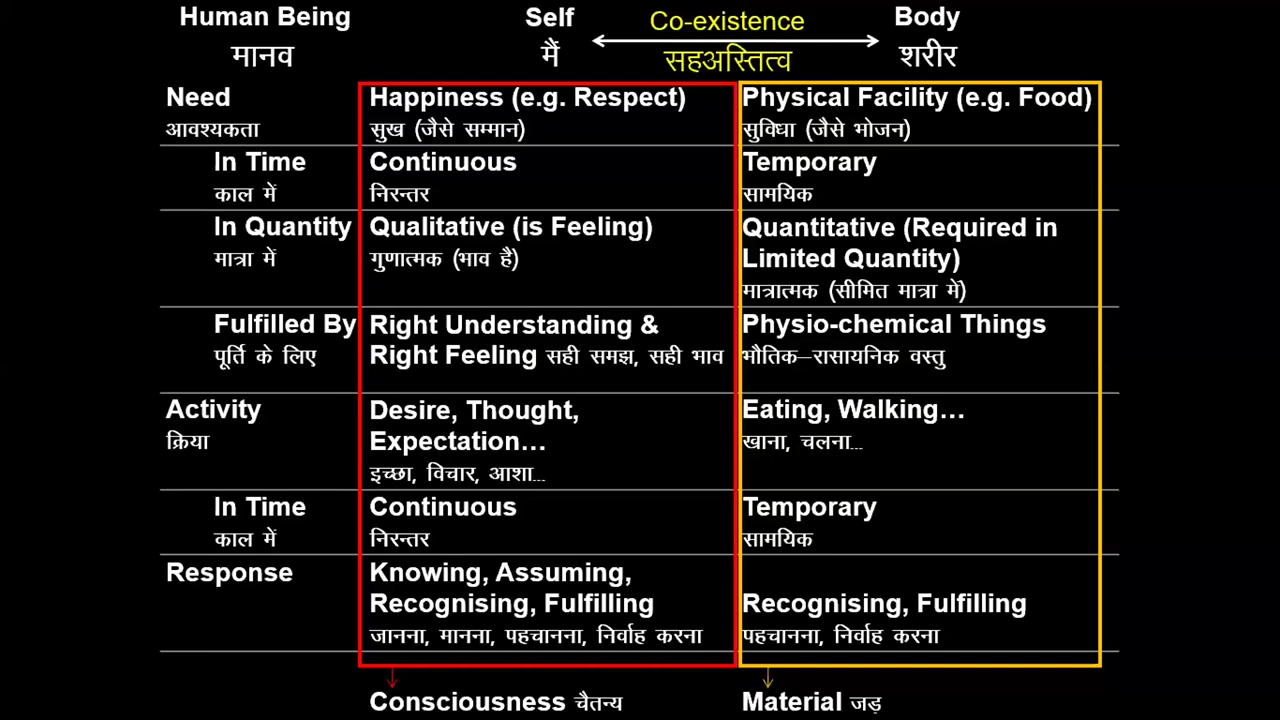 Human Being Self Co-existence Body
मानव मैं सहअस्तित्व शरीर
Need Happiness (e.g. Respect) Physical Facility (e.g. Food)
आवश्यकता सुख (जैसे सम्मान) सुविधा (जैसे भोजन)
In Time Continuous Temporary
काल में निरन्तर सामयिक
In Quantity Qualitative (is Feeling) Quantitative (Required in
मात्रा में गुणात्मक (भाव है) Limited Quantity)
मात्रात्मक (सीमित मात्रा में)
Fulfilled By Right Understanding & Physio-chemical Things
पूर्ति के लिए Right Feeling सही समझ, सही भाव भौतिक–रासायनिक वस्तु
Activity Desire, Thought, Eating, Walking…
क्रिया Expectation… खाना, चलना...
इच्छा, विचार, आशा...
In Time Continuous Temporary
काल में निरन्तर सामयिक
Response Knowing, Assuming,
Recognising, Fulfilling Recognising, Fulfilling
जानना, मानना, पहचानना, निर्वाह करना पहचानना, निर्वाह करना
Consciousness चैतन्य Material जड़